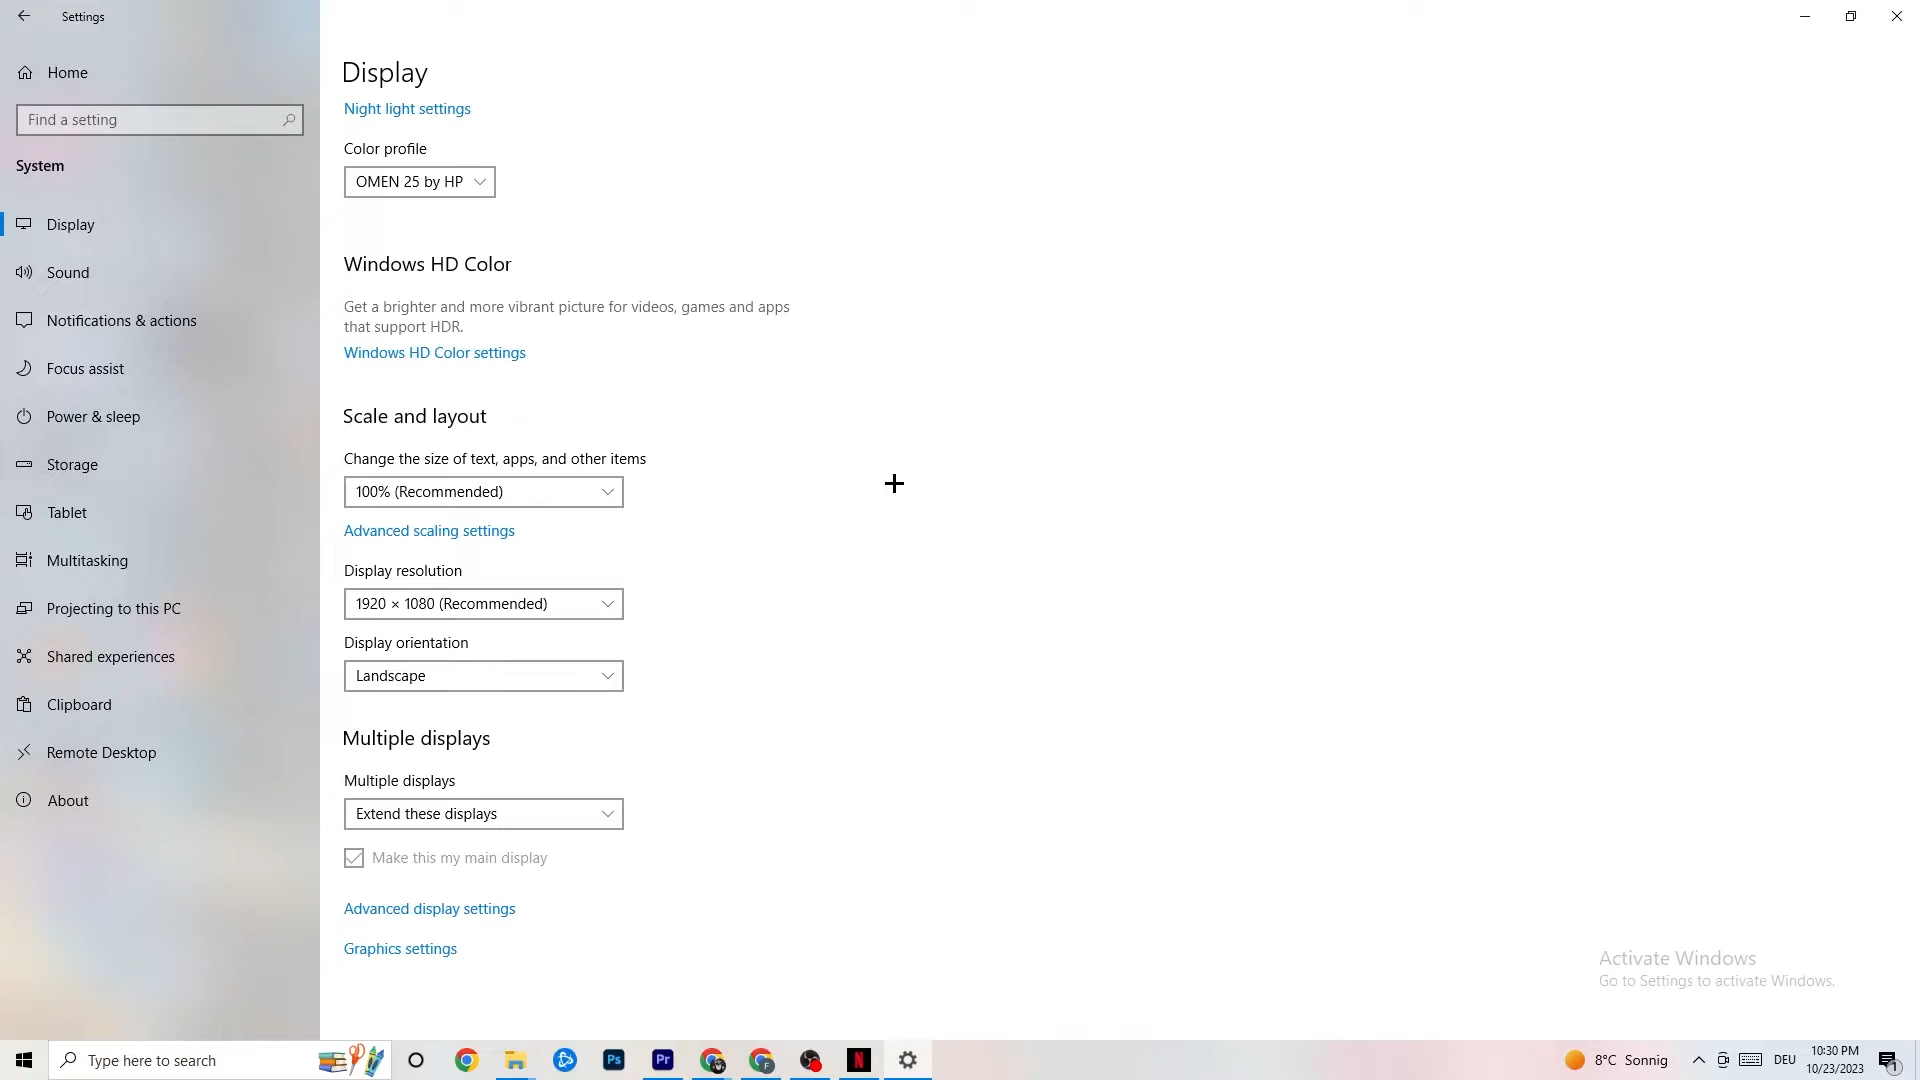 Settings
Home
Find a setting
System
Display
Sound
Notifications & actions
Focus assist
Power & sleep
Storage
Tablet
Multitasking
Projecting to this PC
Shared experiences
Clipboard
Remote Desktop
About
Display
Night light settings
Color profile
OMEN 25 by HP
Windows HD Color
Get a brighter and more vibrant picture for videos, games and apps
that support HDR.
Windows HD Color settings
Scale and layout
Change the size of text, apps, and other items
100% (Recommended)
Advanced scaling settings
Display resolution
1920 × 1080 (Recommended)
Display orientation
Landscape
Multiple displays
Multiple displays
Extend these displays
Make this my main display
Advanced display settings
Graphics settings
Activate Windows
Go to Settings to activate Windows.
Type here to search
Ps
Pr
F
N
8°C Sonnig
DEU
10:30 PM
10/23/2023
1